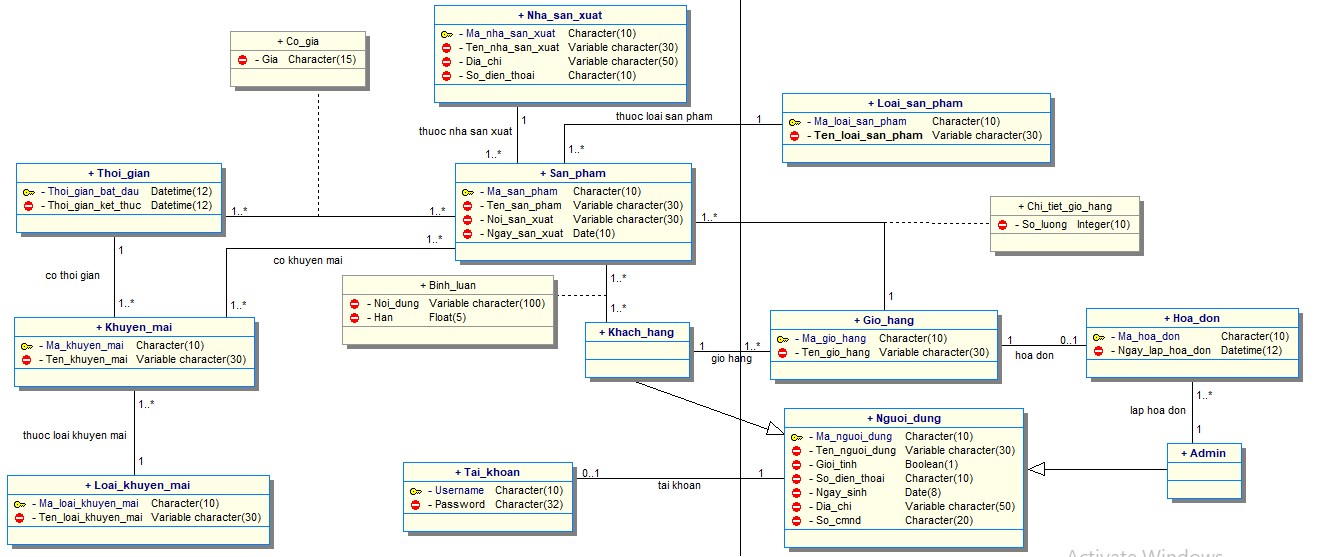 + Nha_san_xuat
- Ma_nha_san_xuat Character(10)
- Ten_nha_san_xuat Variable character(30)
- Dia_chi Variable character(50)
- So_dien_thoai Character(10)
+ Co_gia
- Gia Character(15)
1
thuoc nha san xuat
1..*
thuoc loai san pham
1
1..*
+ Loai_san_pham
- Ma_loai_san_pham Character(10)
- Ten_loai_san_pham Variable character(30)
+ Thoi_gian
- Thoi_gian_bat_dau Datetime(12)
- Thoi_gian_ket_thuc Datetime(12)
1..*
1..*
+ San_pham
- Ma_san_pham Character(10)
- Ten_san_pham Variable character(30)
- Noi_san_xuat Variable character(30)
- Ngay_san_xuat Date(10)
1..*
+ Chi_tiet_gio_hang
- So_luong Integer(10)
1
co thoi gian
1..*
1..*
co khuyen mai
1..*
+ Binh_luan
- Noi_dung Variable character(100)
- Han Float(5)
1..*
1..*
1
+ Khuyen_mai
- Ma_khuyen_mai Character(10)
- Ten_khuyen_mai Variable character(30)
+ Khach_hang
1
1..*
gio hang
+ Gio_hang
- Ma_gio_hang Character(10)
- Ten_gio_hang Variable character(30)
1
0..1
hoa don
+ Hoa_don
- Ma_hoa_don Character(10)
- Ngay_lap_hoa_don Datetime(12)
1..*
thuoc loai khuyen mai
1
1..*
lap hoa don
1
+ Loai_khuyen_mai
- Ma_loai_khuyen_mai Character(10)
- Ten_loai_khuyen_mai Variable character(30)
+ Tai_khoan
- Username Character(10)
- Password Character(32)
0..1
1
tai khoan
+ Nguoi_dung
- Ma_nguoi_dung Character(10)
- Ten_nguoi_dung Variable character(30)
- Gioi_tinh Boolean(1)
- So_dien_thoai Character(10)
- Ngay_sinh Date(8)
- Dia_chi Variable character(50)
- So_cmnd Character(20)
+ Admin
Activate Windows